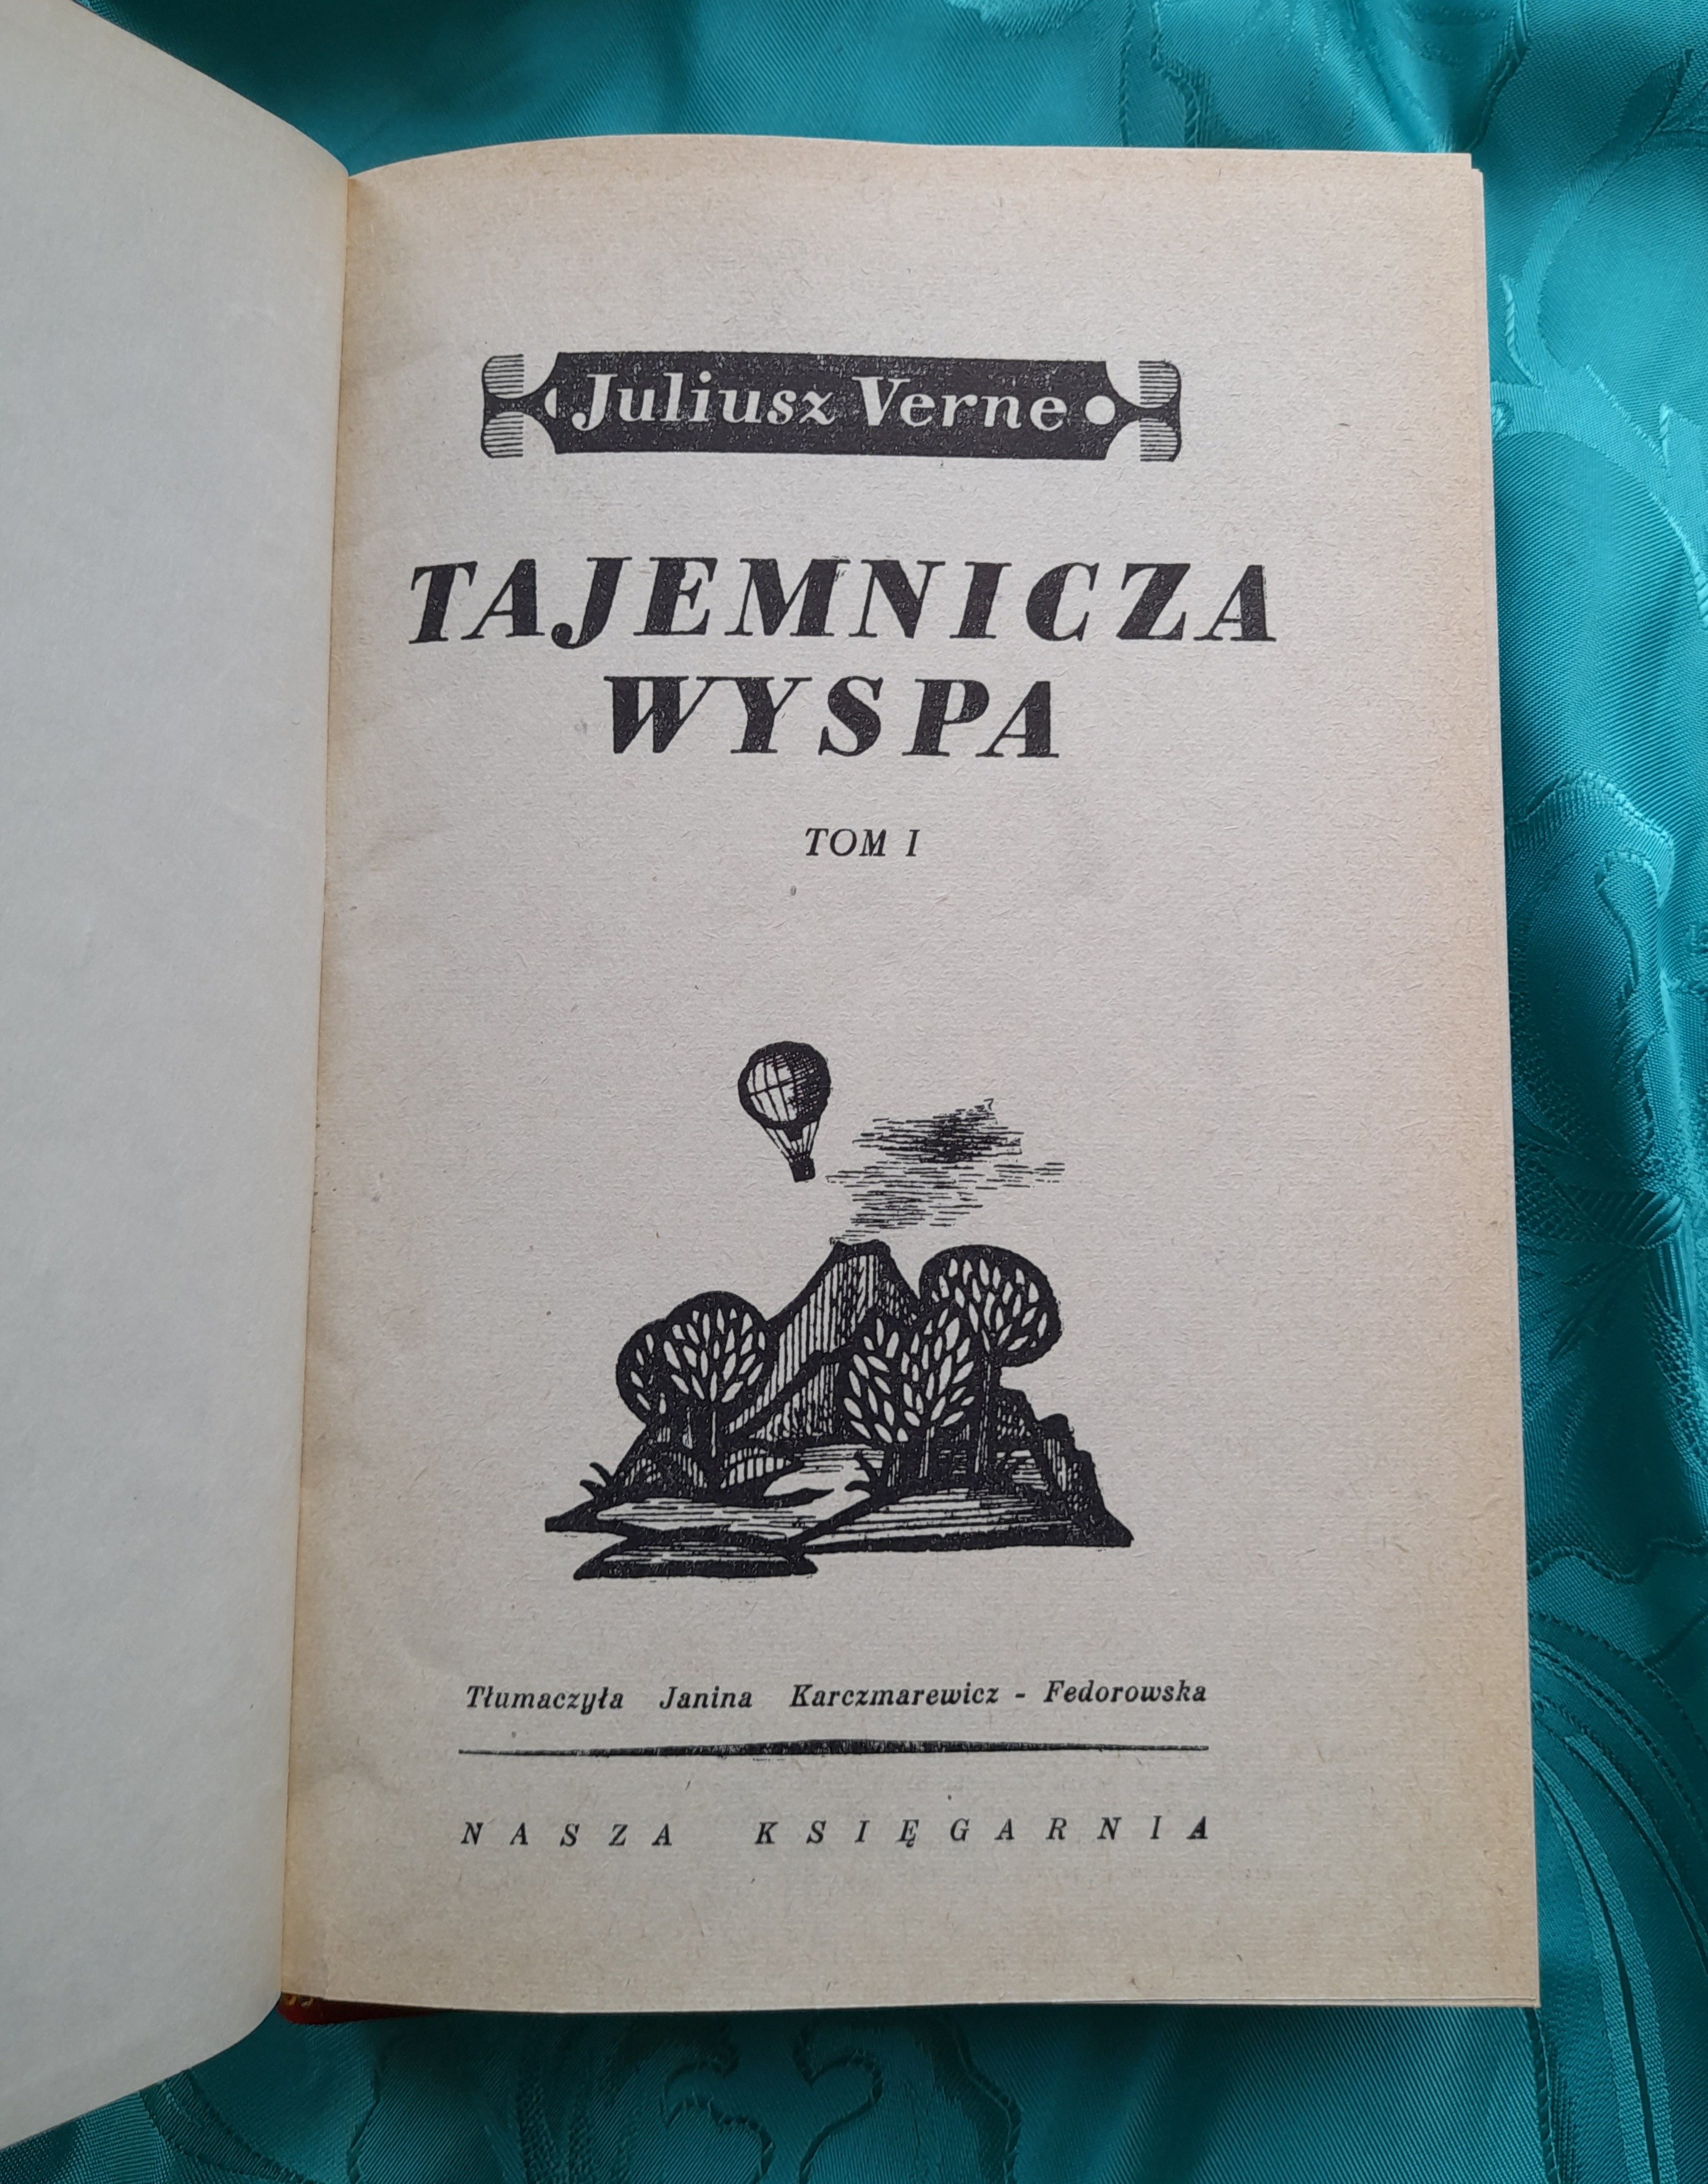 Juliusz Verne
TAJEMNICZA
WYSPA
TOM I
Tłumaczyła Janina Karczmarewicz - Fedorowska
NASZA KSIĘGARNIA